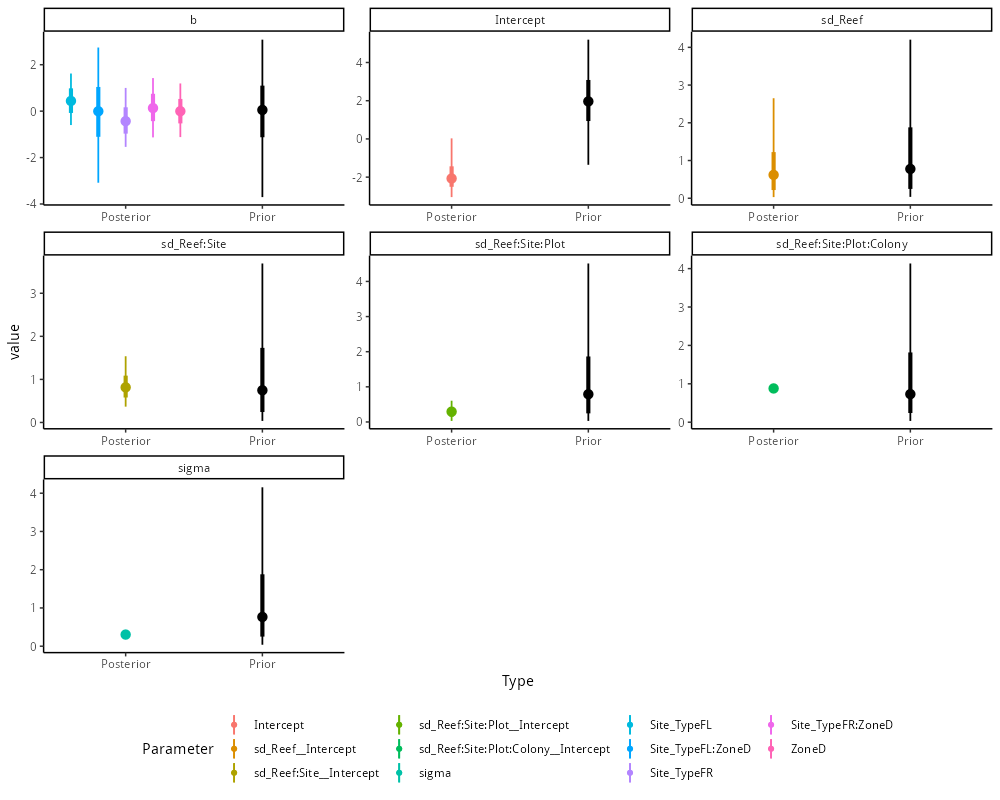 b
Intercept
sd_Reef
2
0
-2
-4
Posterior
Prior
4
2
0
-2
Posterior
Prior
4
3
2
1
0
Posterior
Prior
sd_Reef:Site
sd_Reef:Site:Plot
sd_Reef:Site:Plot:Colony
value
3
2
1
0
Posterior
Prior
4
3
2
1
0
Posterior
Prior
4
3
2
1
0
Posterior
Prior
sigma
4
3
2
1
0
Posterior
Prior
Type
Parameter
Intercept
sd_Reef__Intercept
sd_Reef:Site__Intercept
sd_Reef:Site:Plot__Intercept
sd_Reef:Site:Plot:Colony__Intercept
sigma
Site_TypeFL
Site_TypeFL:ZoneD
Site_TypeFR
Site_TypeFR:ZoneD
ZoneD